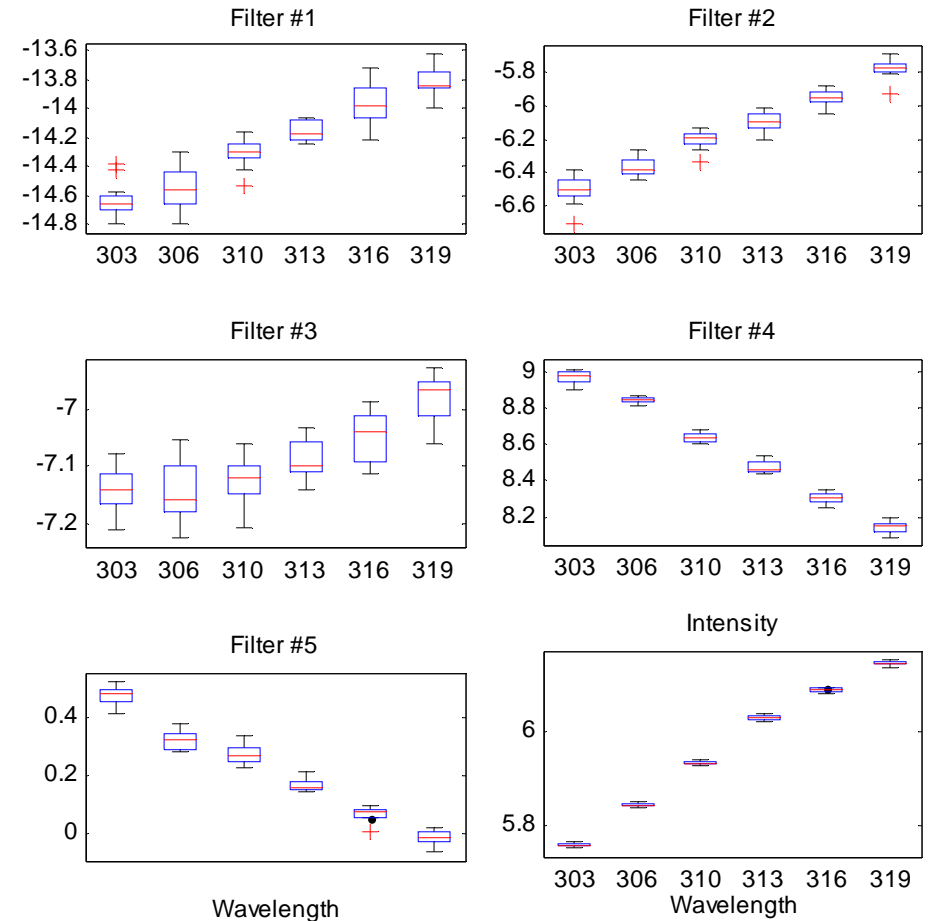 Filter #1
-13.6
-13.8
-14
-14.2
-14.4
-14.6
-14.8
303 306 310 313 316 319
Filter #2
-5.8
-6
-6.2
-6.4
-6.6
303 306 310 313 316 319
Filter #3
-7
-7.1
-7.2
303 306 310 313 316 319
Filter #4
9
8.8
8.6
8.4
8.2
303 306 310 313 316 319
Filter #5
0.4
0.2
0
Wavelength
Intensity
6
5.8
303 306 310 313 316 319
Wavelength